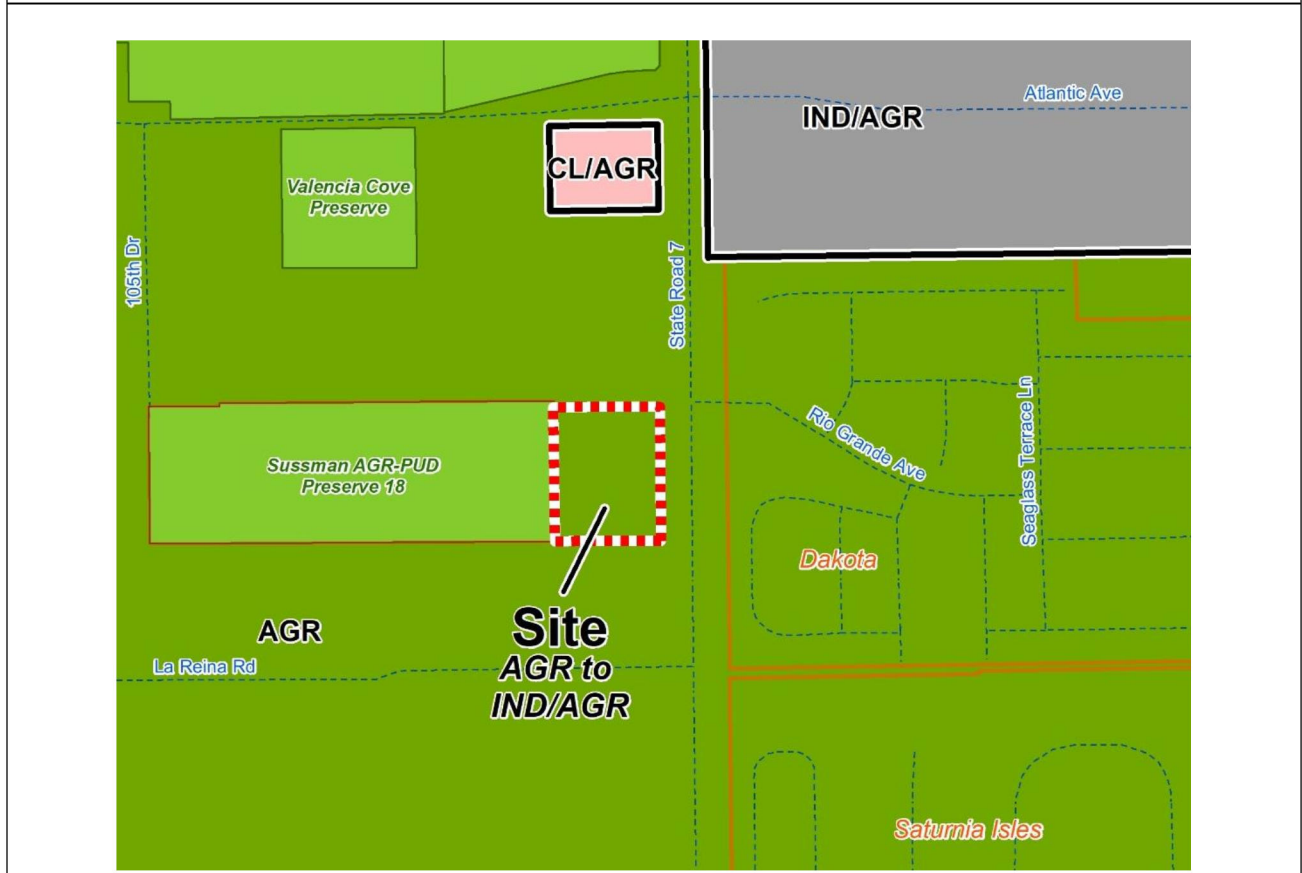 Atlantic Ave
IND/AGR
CL/AGR
Valencia Cove
Preserve
105th Dr
State Road 7
Seaglass Terrace Ln
Rio Grande Ave
Sussman AGR-PUD
Preserve 18
Dakota
Site
AGR to
IND/AGR
AGR
La Reina Rd
Saturnia Isles